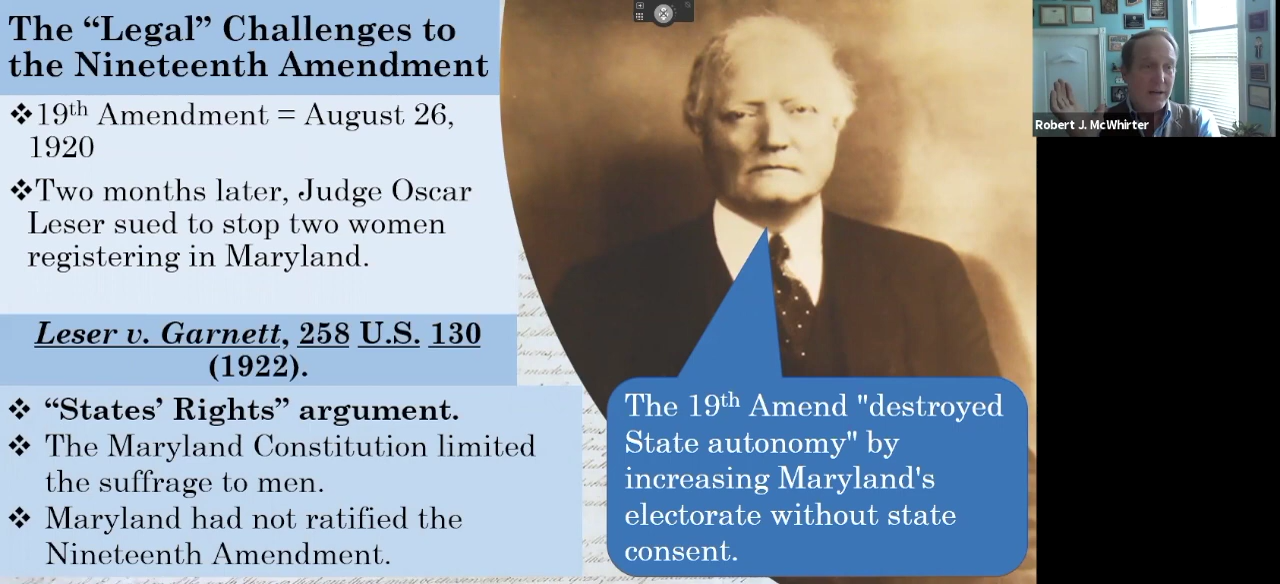 The “Legal” Challenges to
the Nineteenth Amendment
❖19th Amendment = August 26,
1920
❖Two months later, Judge Oscar
Leser sued to stop two women
registering in Maryland.
Leser v. Garnett, 258 U.S. 130
(1922).
❖ “States’ Rights” argument.
❖ The Maryland Constitution limited
the suffrage to men.
❖ Maryland had not ratified the
Nineteenth Amendment.
The 19th Amend "destroyed
State autonomy" by
increasing Maryland's
electorate without state
consent.
Robert J. McWhirter